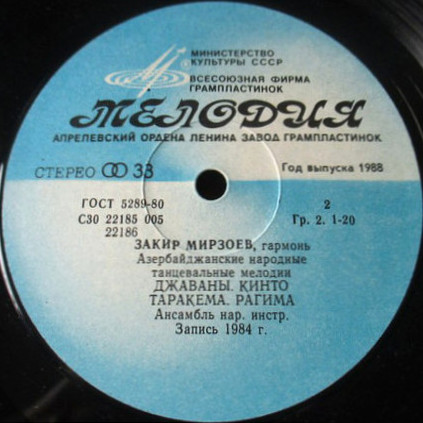 МИНИСТЕРСТВО
КУЛЬТУРЫ СССР
ВСЕСОЮЗНАЯ ФИРМА
ГРАМПЛАСТИНОК
МЕЛОДИЯ
АПРЕЛЕВСКИЙ ОРДЕНА ЛЕНИНА ЗАВОД ГРАМПЛАСТИНОК
СТЕРЕО 33
Год выпуска 1988
ГОСТ 5289-80
С30 22185 005
22186
2
Гр. 2. 1-20
ЗАКИР МИРЗОЕВ, гармонь
Азербайджанские народные
танцевальные мелодии
ДЖАВАНЫ. КИНТО
ТАРАКЕМА. РАГИМА
Ансамбль нар. инстр.
Запись 1984 г.